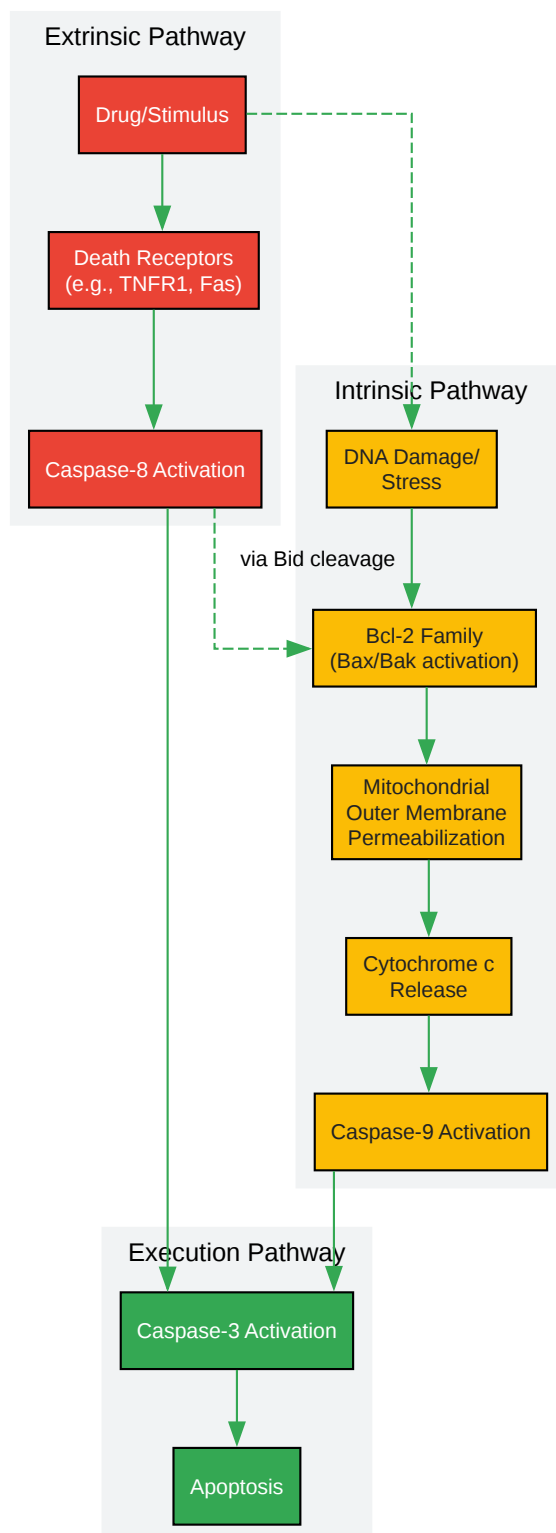 Extrinsic Pathway
Drug/Stimulus
Death Receptors
(e.g., TNFR1, Fas)
Caspase-8 Activation
Intrinsic Pathway
DNA Damage/
Stress
via Bid cleavage
Bcl-2 Family
(Bax/Bak activation)
Mitochondrial
Outer Membrane
Permeabilization
Cytochrome c
Release
Caspase-9 Activation
Execution Pathway
Caspase-3 Activation
Apoptosis